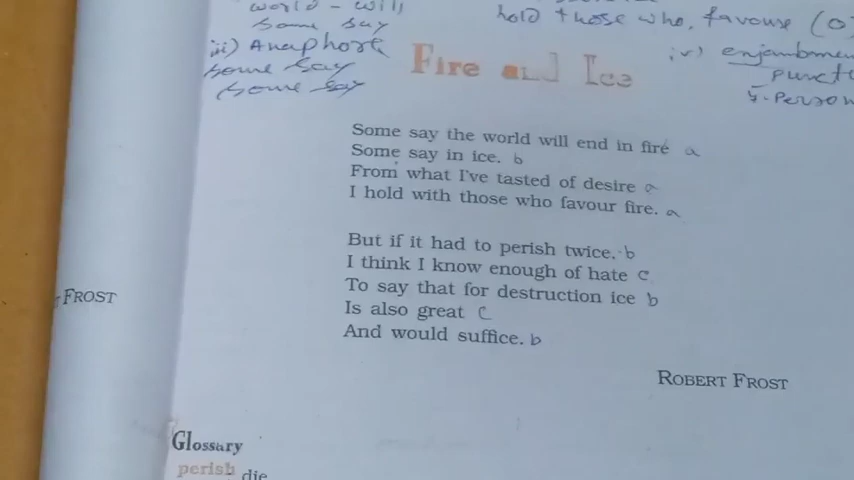 world - will
some say
iii) Anaphora
some say
some say
hold those who, favour (o)
iv) enjambmen
punct
5. Person
Fire and Ice
Some say the world will end in fire a
Some say in ice. b
From what I've tasted of desire a
I hold with those who favour fire. a
But if it had to perish twice, b
I think I know enough of hate c
To say that for destruction ice b
Is also great c
And would suffice. b
ROBERT FROST
FROST
Glossary
perish die